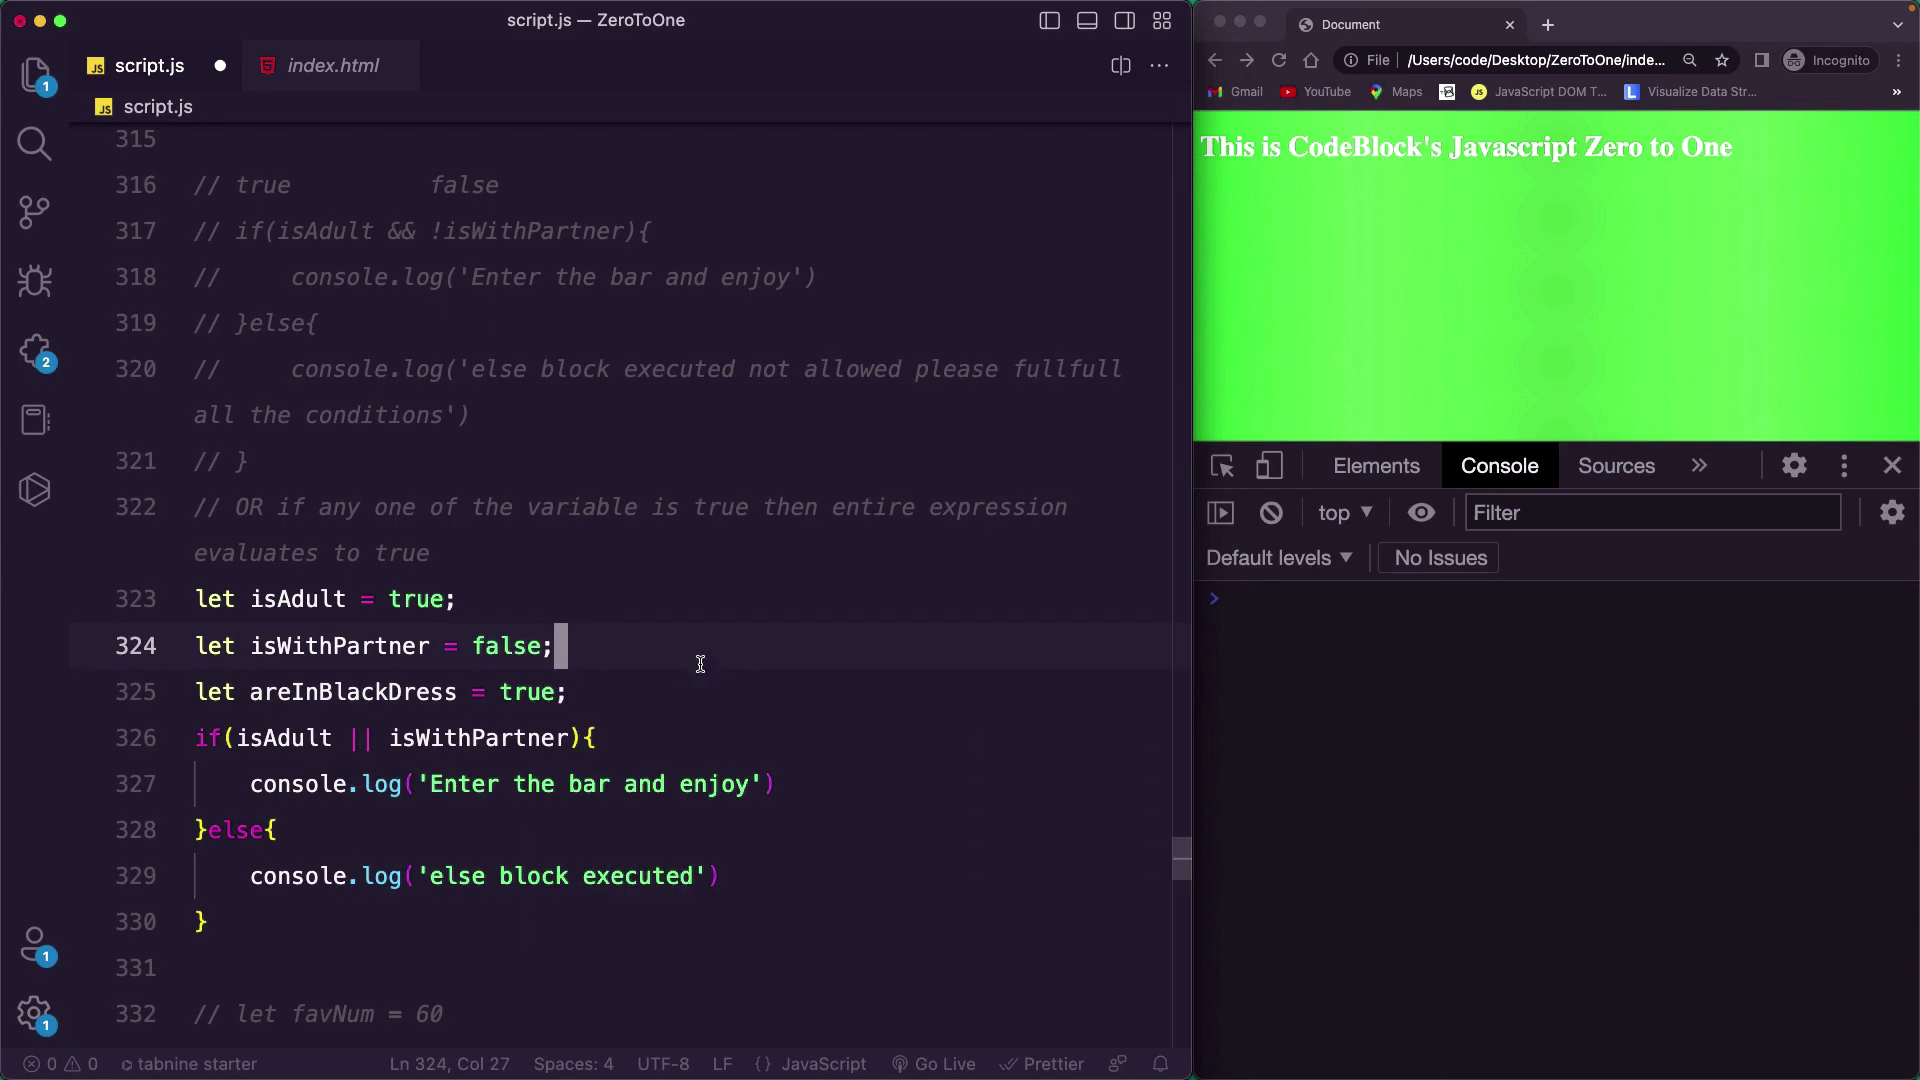 script.js — ZeroToOne
script.js
index.html
script.js
315
316 // true false
317 // if(isAdult && !isWithPartner){
318 // console.log('Enter the bar and enjoy')
319 // }else{
320 // console.log('else block executed not allowed please fullfull
all the conditions')
321 // }
322 // OR if any one of the variable is true then entire expression
evaluates to true
323 let isAdult = true;
324 let isWithPartner = false;
325 let areInBlackDress = true;
326 if(isAdult || isWithPartner){
327 console.log('Enter the bar and enjoy')
328 }else{
329 console.log('else block executed')
330 }
331
332 // let favNum = 60
1
2
1
1
0 0 tabnine starter Ln 324, Col 27 Spaces: 4 UTF-8 LF {} JavaScript Go Live Prettier
Document
File /Users/code/Desktop/ZeroToOne/inde... Incognito
Gmail YouTube Maps JavaScript DOM T... Visualize Data Str... »
This is CodeBlock's Javascript Zero to One
Elements Console Sources »
top Filter
Default levels No Issues